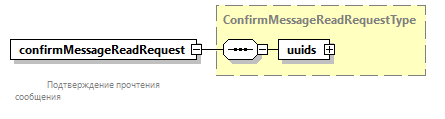 ConfirmMessageReadRequestType
confirmMessageReadRequest
uuids
Подтверждение прочтения
сообщения